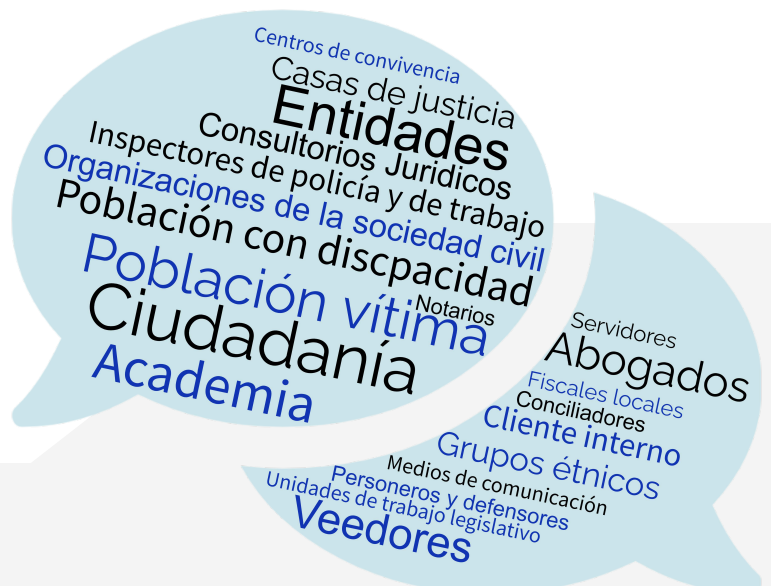 Centros de convivencia
Casas de justicia
Entidades
Consultorios Juridicos
Inspectores de policía y de trabajo
Organizaciones de la sociedad civil
Población con discpacidad
Población vítima
Notarios
Ciudadanía
Academia
Servidores
Abogados
Fiscales locales
Conciliadores
Cliente interno
Grupos étnicos
Medios de comunicación
Personeros y defensores
Unidades de trabajo legislativo
Veedores